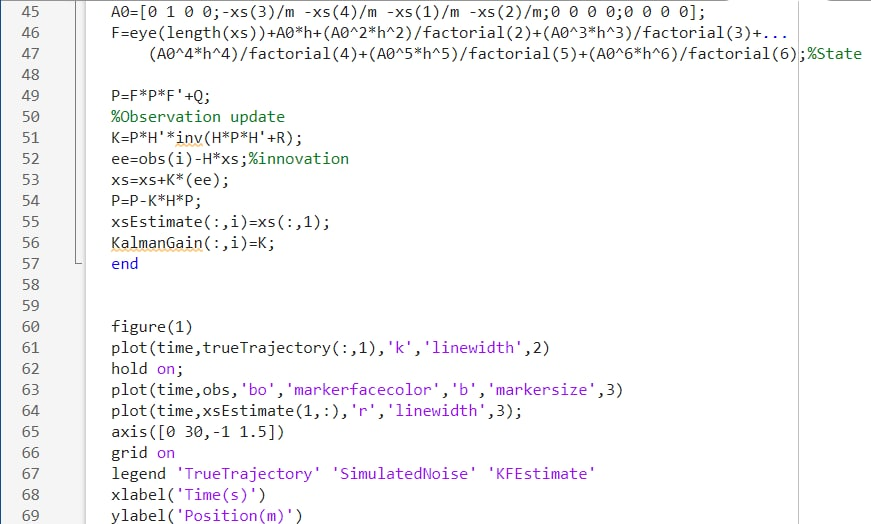 45 A0=[0 1 0 0;-xs(3)/m -xs(4)/m -xs(1)/m -xs(2)/m;0 0 0 0;0 0 0 0];
46 F=eye(length(xs))+A0*h+(A0^2*h^2)/factorial(2)+(A0^3*h^3)/factorial(3)+...
47 (A0^4*h^4)/factorial(4)+(A0^5*h^5)/factorial(5)+(A0^6*h^6)/factorial(6);%State
48
49 P=F*P*F'+Q;
50 %Observation update
51 K=P*H'*inv(H*P*H'+R);
52 ee=obs(i)-H*xs;%innovation
53 xs=xs+K*(ee);
54 P=P-K*H*P;
55 xsEstimate(:,i)=xs(:,1);
56 KalmanGain(:,i)=K;
57 end
58
59
60 figure(1)
61 plot(time,trueTrajectory(:,1),'k','linewidth',2)
62 hold on;
63 plot(time,obs,'bo','markerfacecolor','b','markersize',3)
64 plot(time,xsEstimate(1,:),'r','linewidth',3);
65 axis([0 30,-1 1.5])
66 grid on
67 legend 'TrueTrajectory' 'SimulatedNoise' 'KFEstimate'
68 xlabel('Time(s)')
69 ylabel('Position(m)')